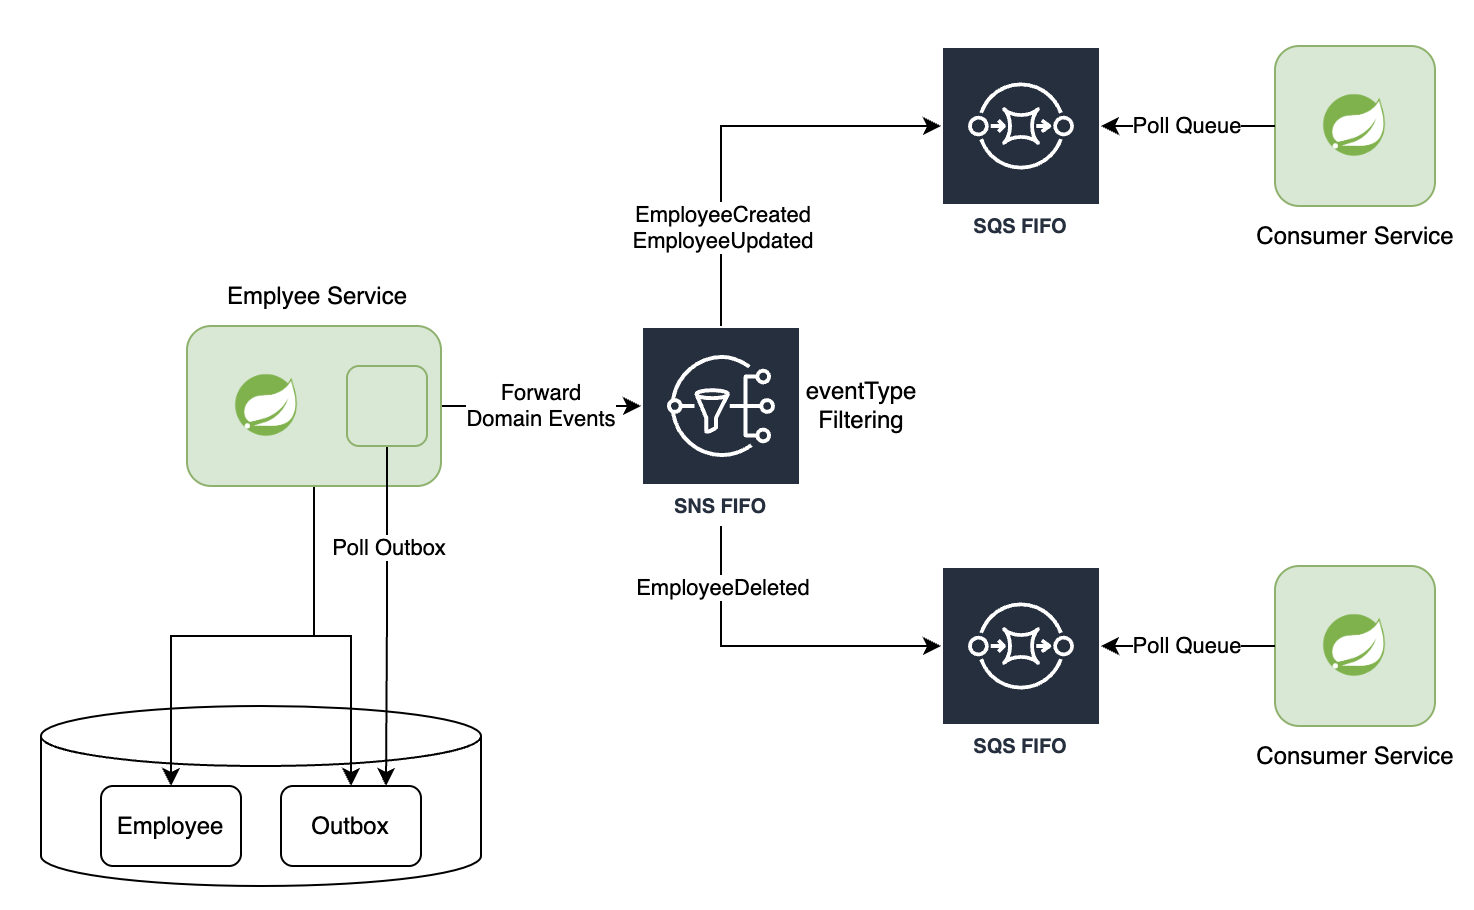 SQS FIFO
Poll Queue
Consumer Service
EmployeeCreated
EmployeeUpdated
Emplyee Service
Forward
Domain Events
SNS FIFO
eventType
Filtering
Poll Outbox
EmployeeDeleted
SQS FIFO
Poll Queue
Consumer Service
Employee
Outbox